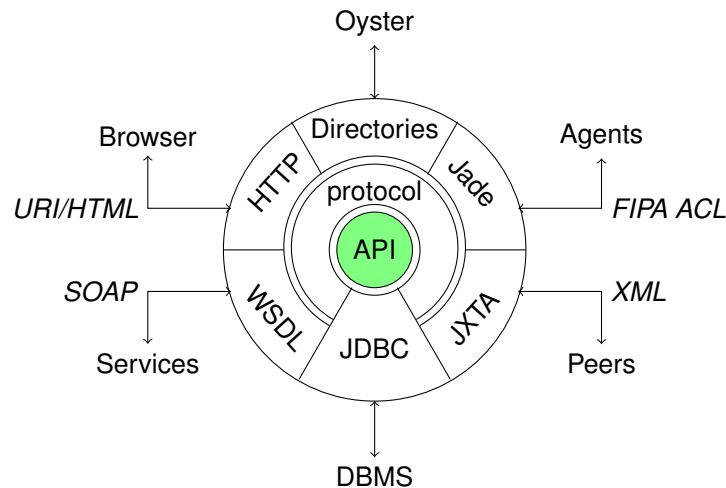 Oyster
Browser
Directories
Agents
HTTP
Jade
protocol
URI/HTML
FIPA ACL
API
SOAP
XML
WSDL
JDBC
JXTA
Services
Peers
DBMS